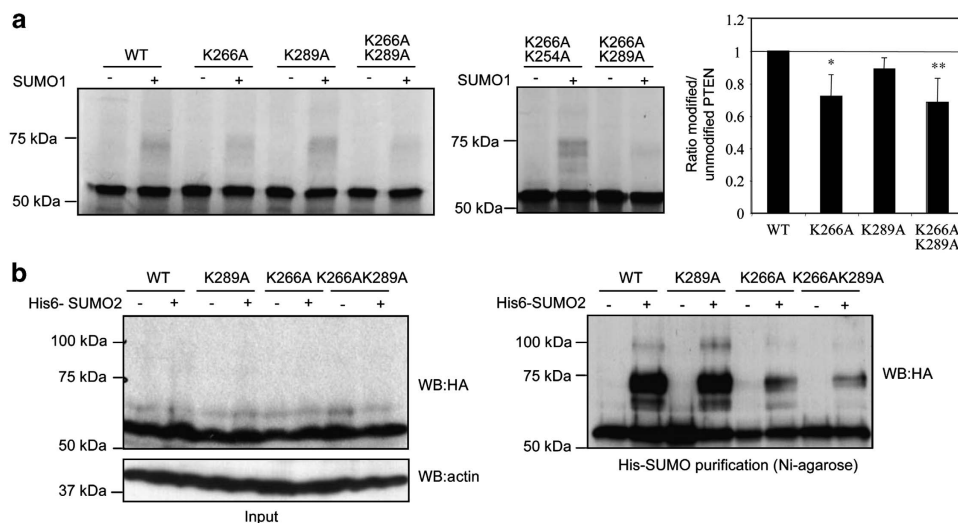 a
WT K266A K289A K266A K289A
SUMO1 - + - + - + - +
75 kDa
50 kDa
K266A K254A K266A K289A
SUMO1 - + - +
75 kDa
50 kDa
Ratio modified/
unmodified PTEN
1.2
1
0.8
0.6
0.4
0.2
0
*
**
WT K266A K289A K266A K289A
b
WT K289A K266A K266AK289A
His6- SUMO2 - + - + - + - +
100 kDa
75 kDa
50 kDa
WB:HA
37 kDa
WB:actin
Input
WT K289A K266A K266AK289A
His6-SUMO2 - + - + - + - +
100 kDa
75 kDa
50 kDa
WB:HA
His-SUMO purification (Ni-agarose)